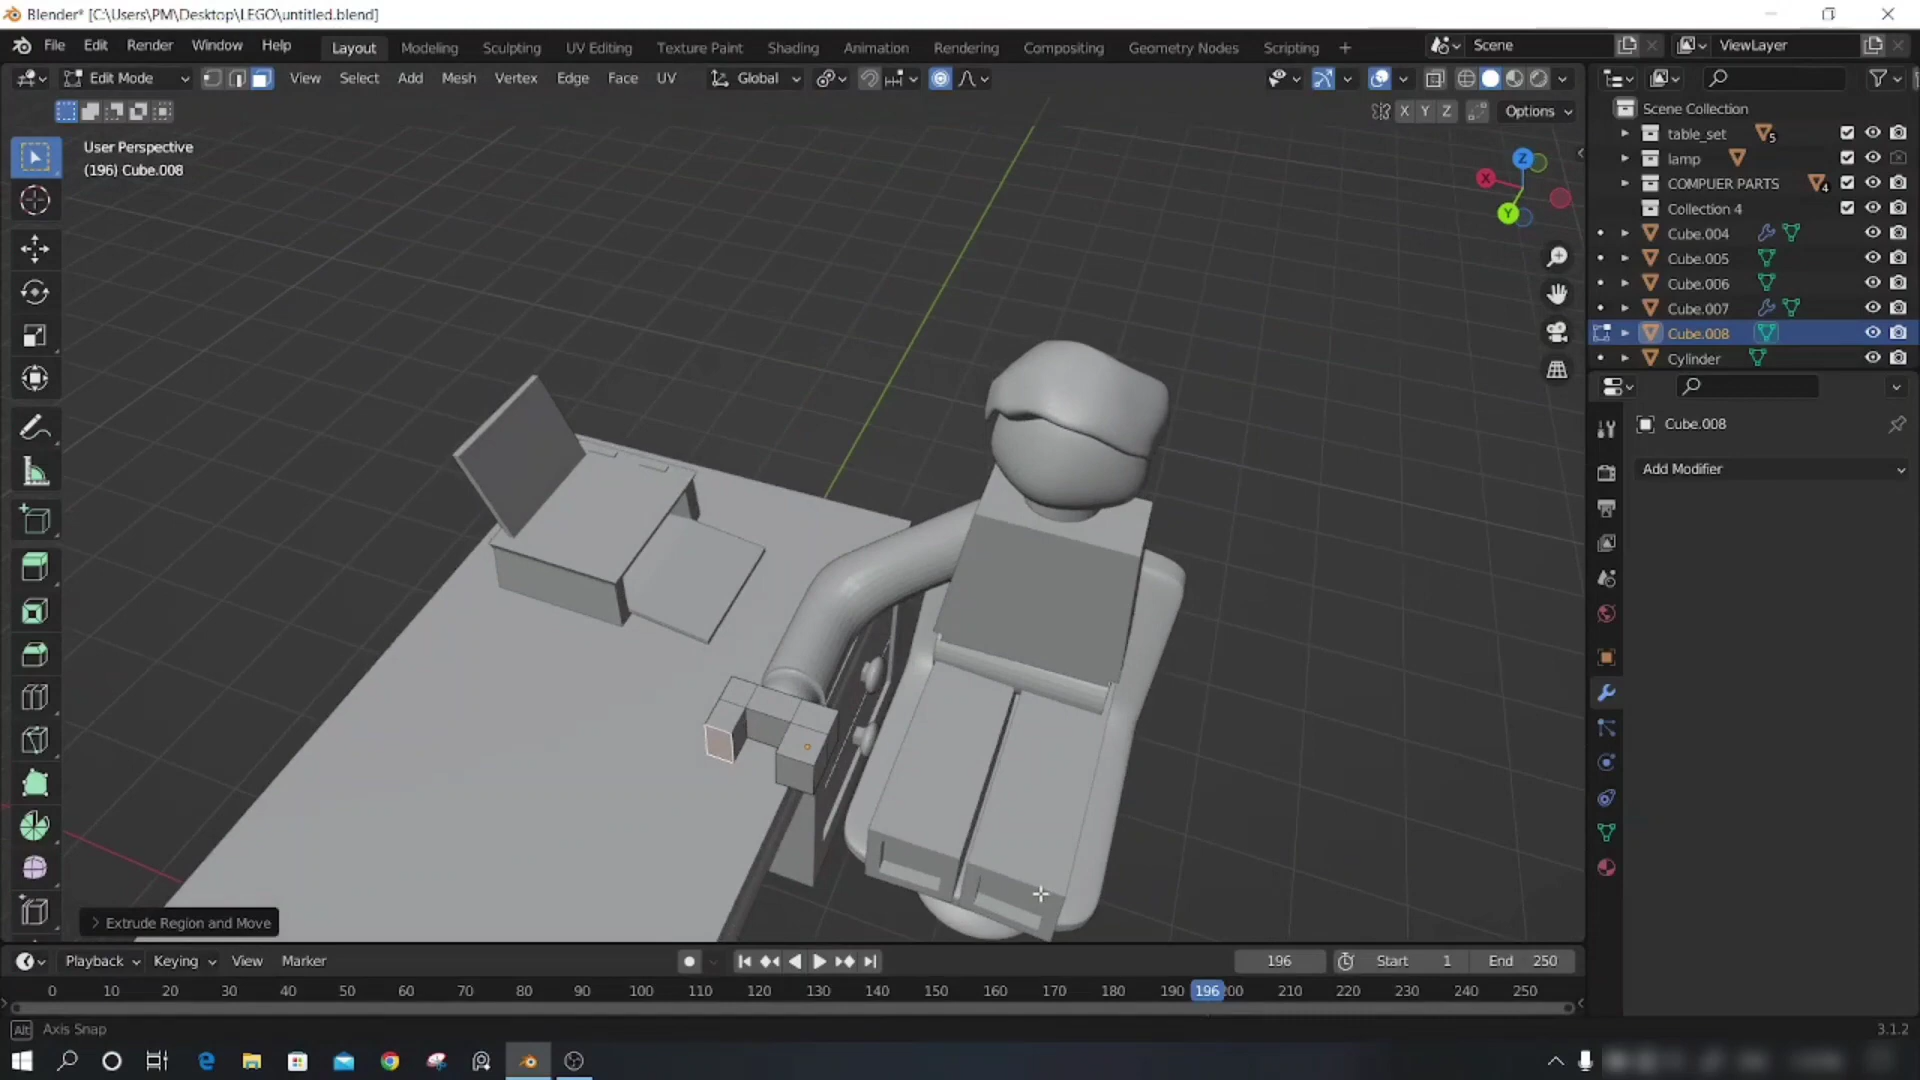 Blender* [C:\Users\PM\Desktop\LEGO\untitled.blend]
File Edit Render Window Help Layout Modeling Sculpting UV Editing Texture Paint Shading Animation Rendering Compositing Geometry Nodes Scripting + Scene ViewLayer
Edit Mode View Select Add Mesh Vertex Edge Face UV Global
X Y Z Options
User Perspective
(196) Cube.008
Z
X
Y
Scene Collection
table_set 5
lamp
COMPUER PARTS 4
Collection 4
Cube.004
Cube.005
Cube.006
Cube.007
Cube.008
Cylinder
Cube.008
Add Modifier
Extrude Region and Move
Playback Keying View Marker 196 Start 1 End 250
0 10 20 30 40 50 60 70 80 90 100 110 120 130 140 150 160 170 180 190 196 200 210 220 230 240 250
Alt Axis Snap 3.1.2